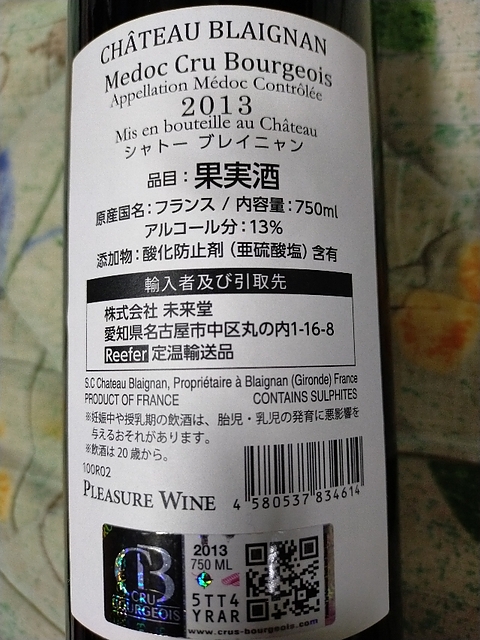 CHÂTEAU BLAIGNAN
Medoc Cru Bourgeois
Appellation Médoc Contrôlée
2013
Mis en bouteille au Château
シャトー ブレイニャン
品目：果実酒
原産国名：フランス / 内容量：750ml
アルコール分：13%
添加物：酸化防止剤（亜硫酸塩）含有
輸入者及び引取先
株式会社 未来堂
愛知県名古屋市中区丸の内1-16-8
Reefer 定温輸送品
S.C Chateau Blaignan, Propriétaire à Blaignan (Gironde) France
PRODUCT OF FRANCE CONTAINS SULPHITES
※妊娠中や授乳期の飲酒は、胎児・乳児の発育に悪影響を
与えるおそれがあります。
※飲酒は20歳から。
100R02
PLEASURE WINE
4 580537 834614
CB
CRU
BOURGEOIS
2013
750 ML
5TT4
YRAR
www.crus-bourgeois.com